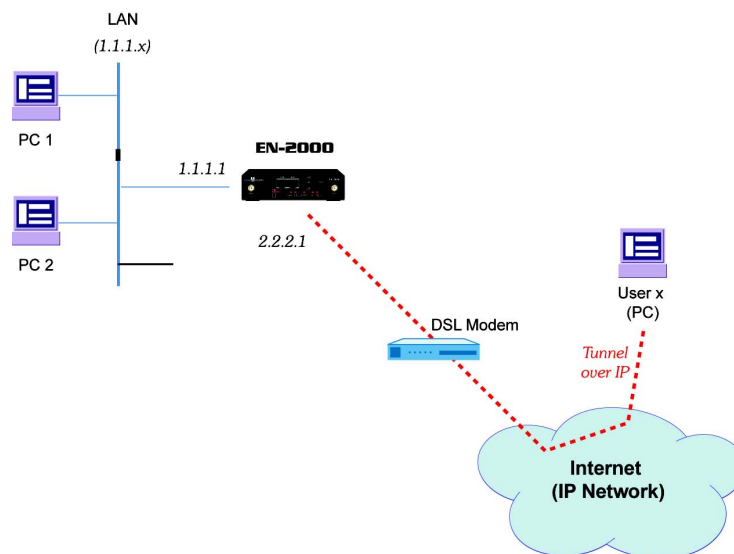 LAN
(1.1.1.x)
PC 1
EN-2000
1.1.1.1
PC 2
2.2.2.1
User x
(PC)
DSL Modem
Tunnel
over IP
Internet
(IP Network)